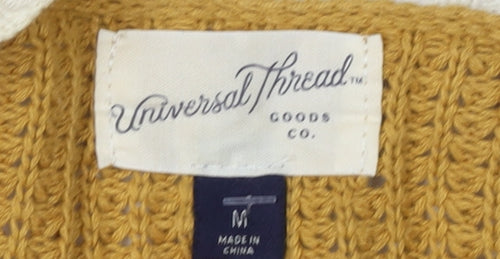 Universal Thread™
GOODS
CO.
M
MADE IN
CHINA